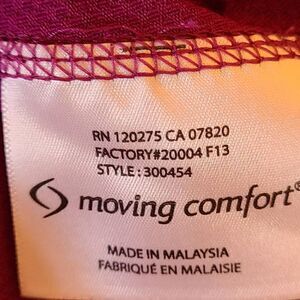 RN 120275 CA 07820
FACTORY#20004 F13
STYLE : 300454
moving comfort®
MADE IN MALAYSIA
FABRIQUÉ EN MALAISIE